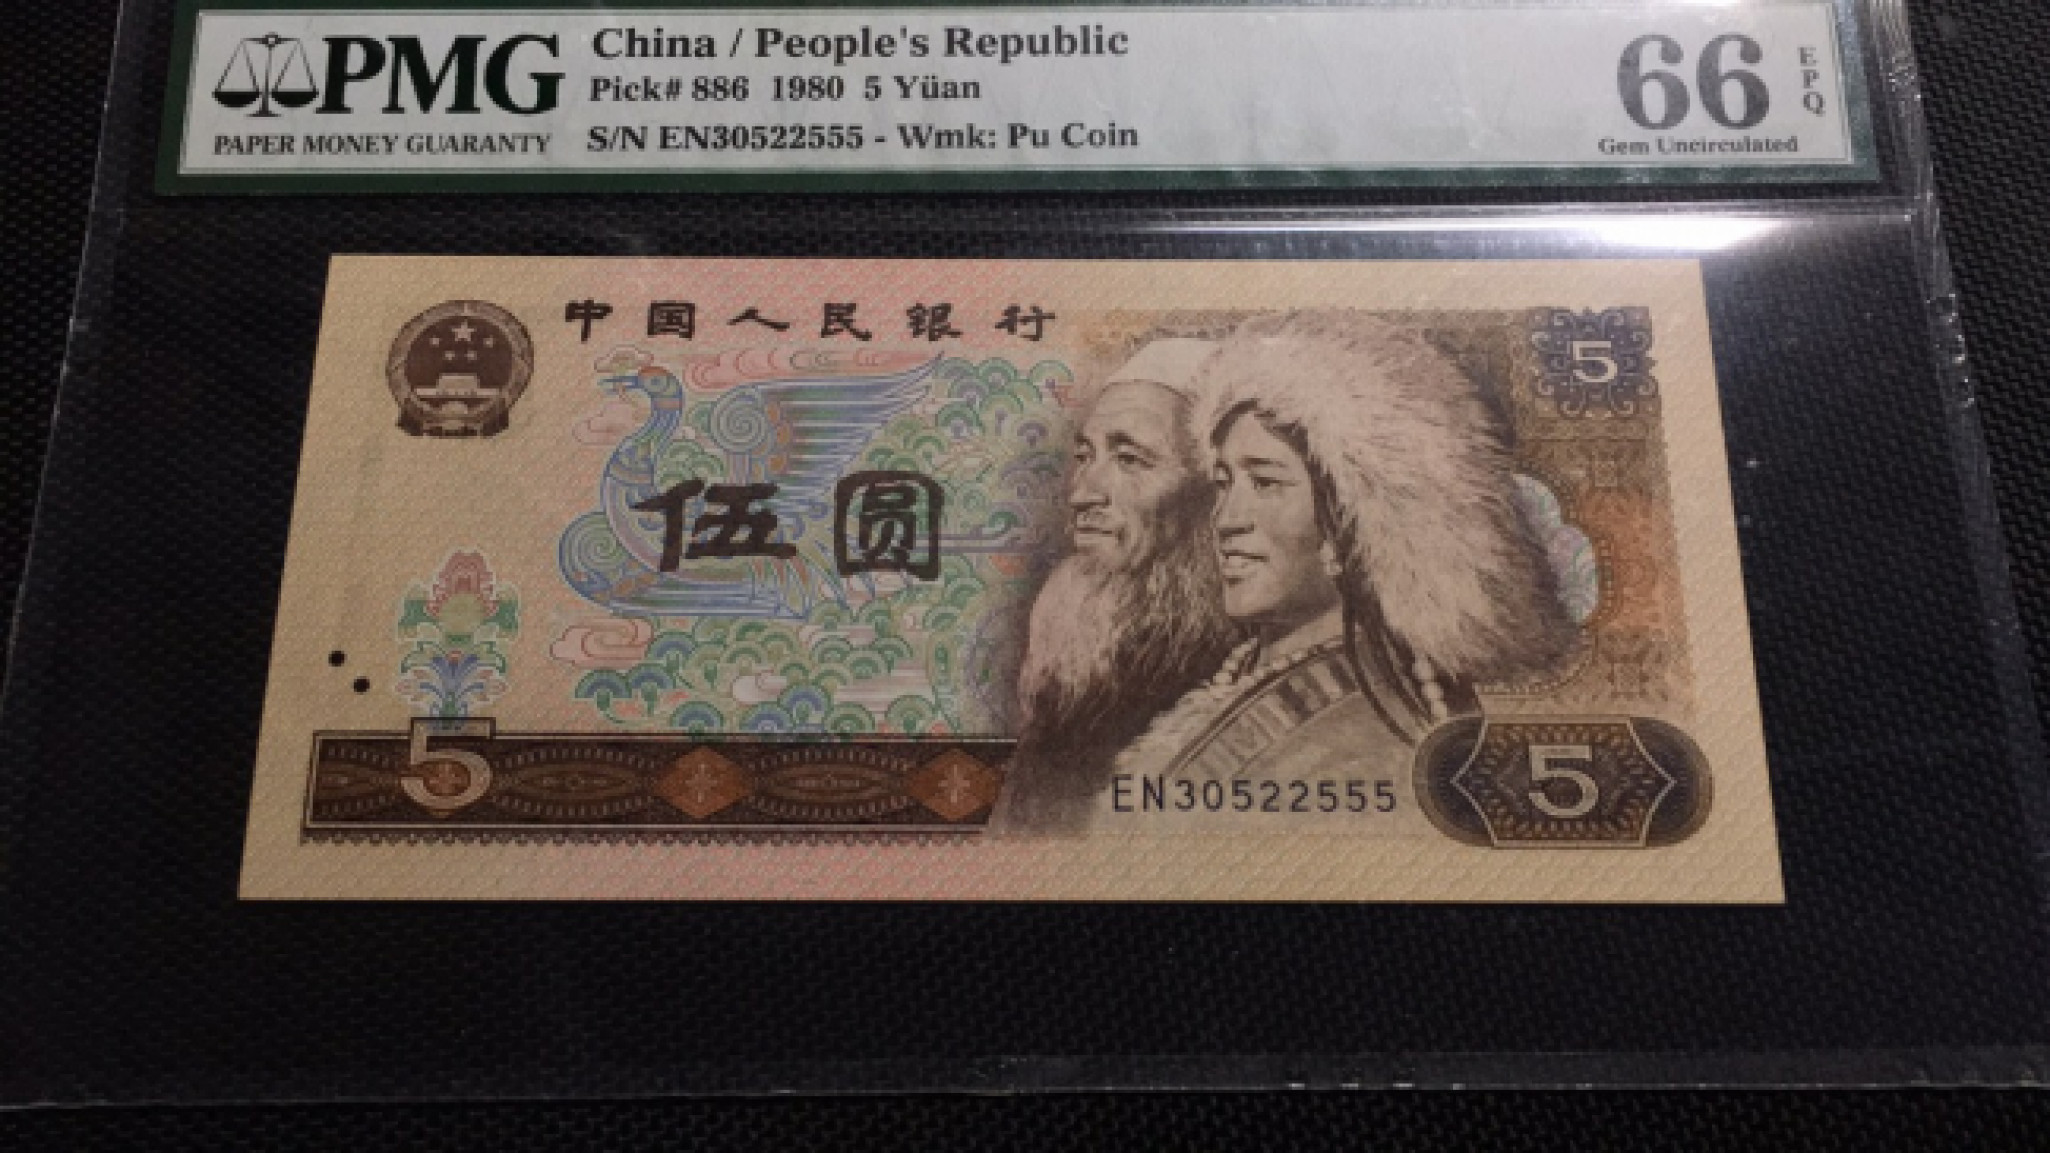 PMG
PAPER MONEY GUARANTY
China / People's Republic
Pick# 886 1980 5 Yüan
S/N EN30522555 - Wmk: Pu Coin
66
EPQ
Gem Uncirculated
中国人民银行
5
伍圆
5
EN30522555
5